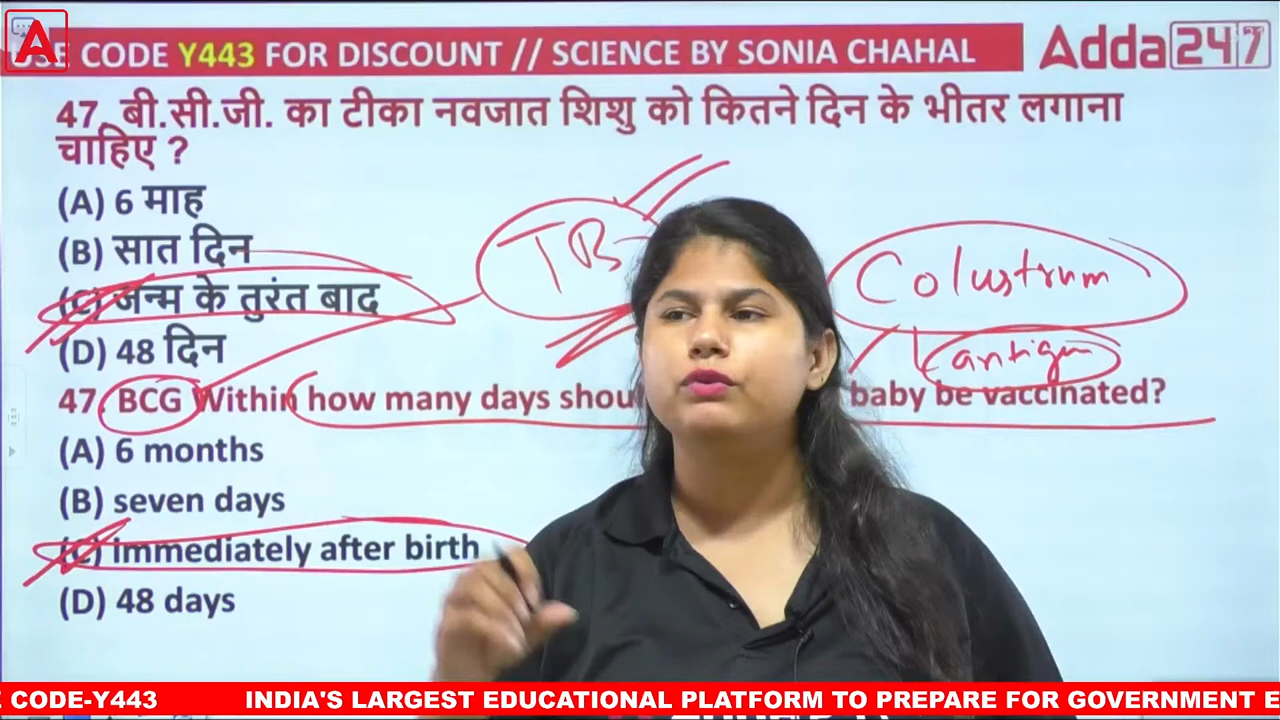 A
SE CODE Y443 FOR DISCOUNT // SCIENCE BY SONIA CHAHAL
Adda247
47. बी.सी.जी. का टीका नवजात शिशु को कितने दिन के भीतर लगाना
चाहिए ?
(A) 6 माह
(B) सात दिन
(C) जन्म के तुरंत बाद
(D) 48 दिन
TB
Colustrum
antigen
47. BCG Within how many days shou baby be vaccinated?
(A) 6 months
(B) seven days
(C) immediately after birth
(D) 48 days
E CODE-Y443 INDIA'S LARGEST EDUCATIONAL PLATFORM TO PREPARE FOR GOVERNMENT E